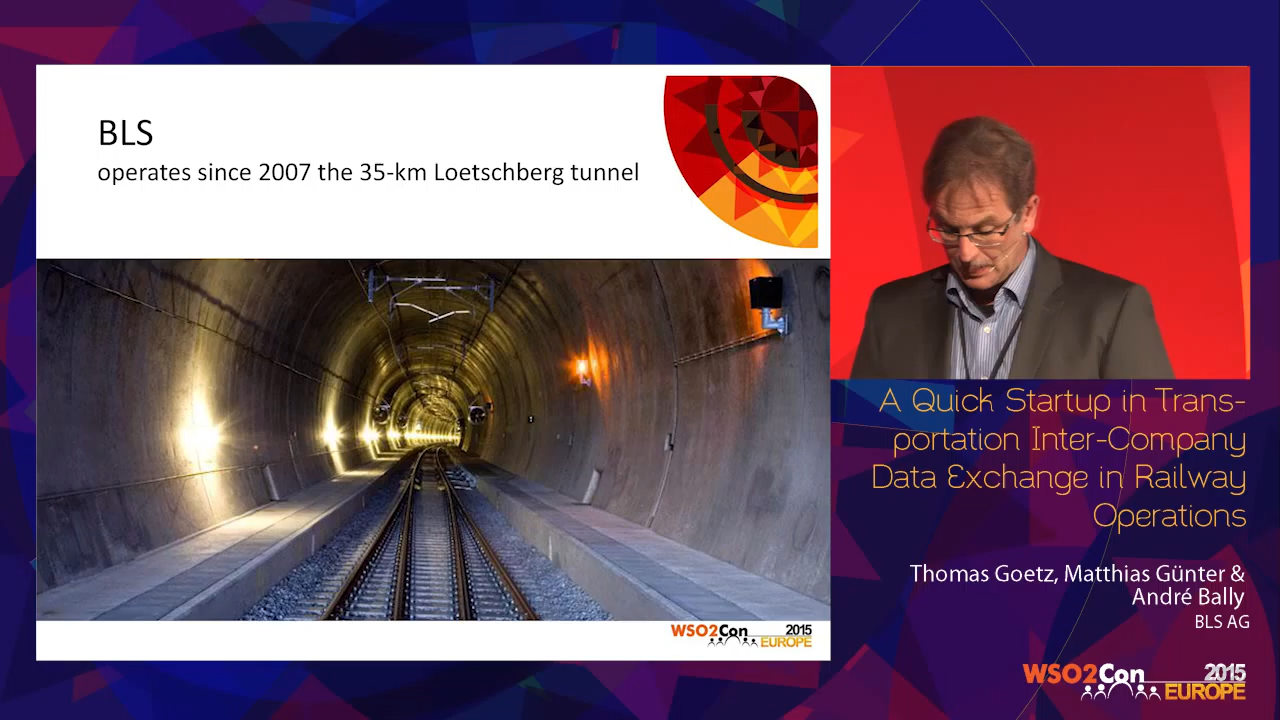 BLS
operates since 2007 the 35-km Loetschberg tunnel
WSO2Con 2015
EUROPE
A Quick Startup in Trans-
portation Inter-Company
Data Exchange in Railway
Operations
Thomas Goetz, Matthias Günter &
André Bally
BLS AG
WSO2Con 2015
EUROPE